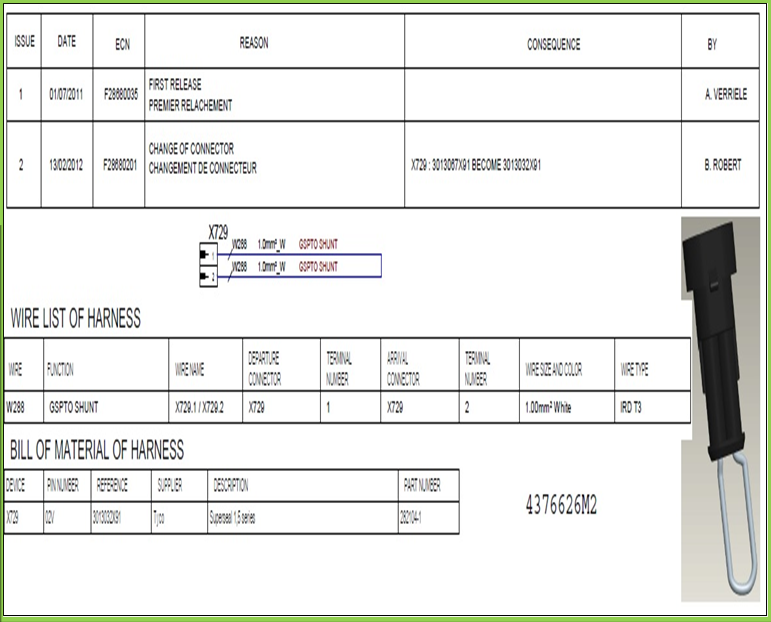 ISSUE DATE ECN REASON CONSEQUENCE BY
1 01/07/2011 F28680035 FIRST RELEASE A. VERRIELE
PREMIER RELACHEMENT
2 13/02/2012 F28680201 CHANGE OF CONNECTOR X729 : 3013067X91 BECOME 3013032X91 B. ROBERT
CHANGEMENT DE CONNECTEUR
X729
1 W288 1.0mm²_W GSPTO SHUNT
2 W288 1.0mm²_W GSPTO SHUNT
WIRE LIST OF HARNESS
WIRE FUNCTION WIRE NAME DEPARTURE CONNECTOR TERMINAL NUMBER ARRIVAL CONNECTOR TERMINAL NUMBER WIRE SIZE AND COLOR WIRE TYPE
W288 GSPTO SHUNT X729.1 / X729.2 X729 1 X729 2 1.00mm² White IRD T3
BILL OF MATERIAL OF HARNESS
DEVICE PIN NUMBER REFERENCE SUPPLIER DESCRIPTION PART NUMBER
X729 02V 3013032X91 Tyco Superseal 1,5 series 282104-1
4376626M2